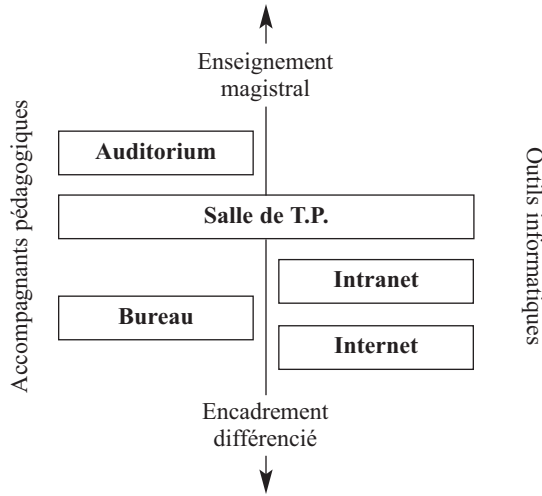 Enseignement
magistral
Accompagnants pédagogiques
Auditorium
Outils informatiques
Salle de T.P.
Intranet
Bureau
Internet
Encadrement
différencié